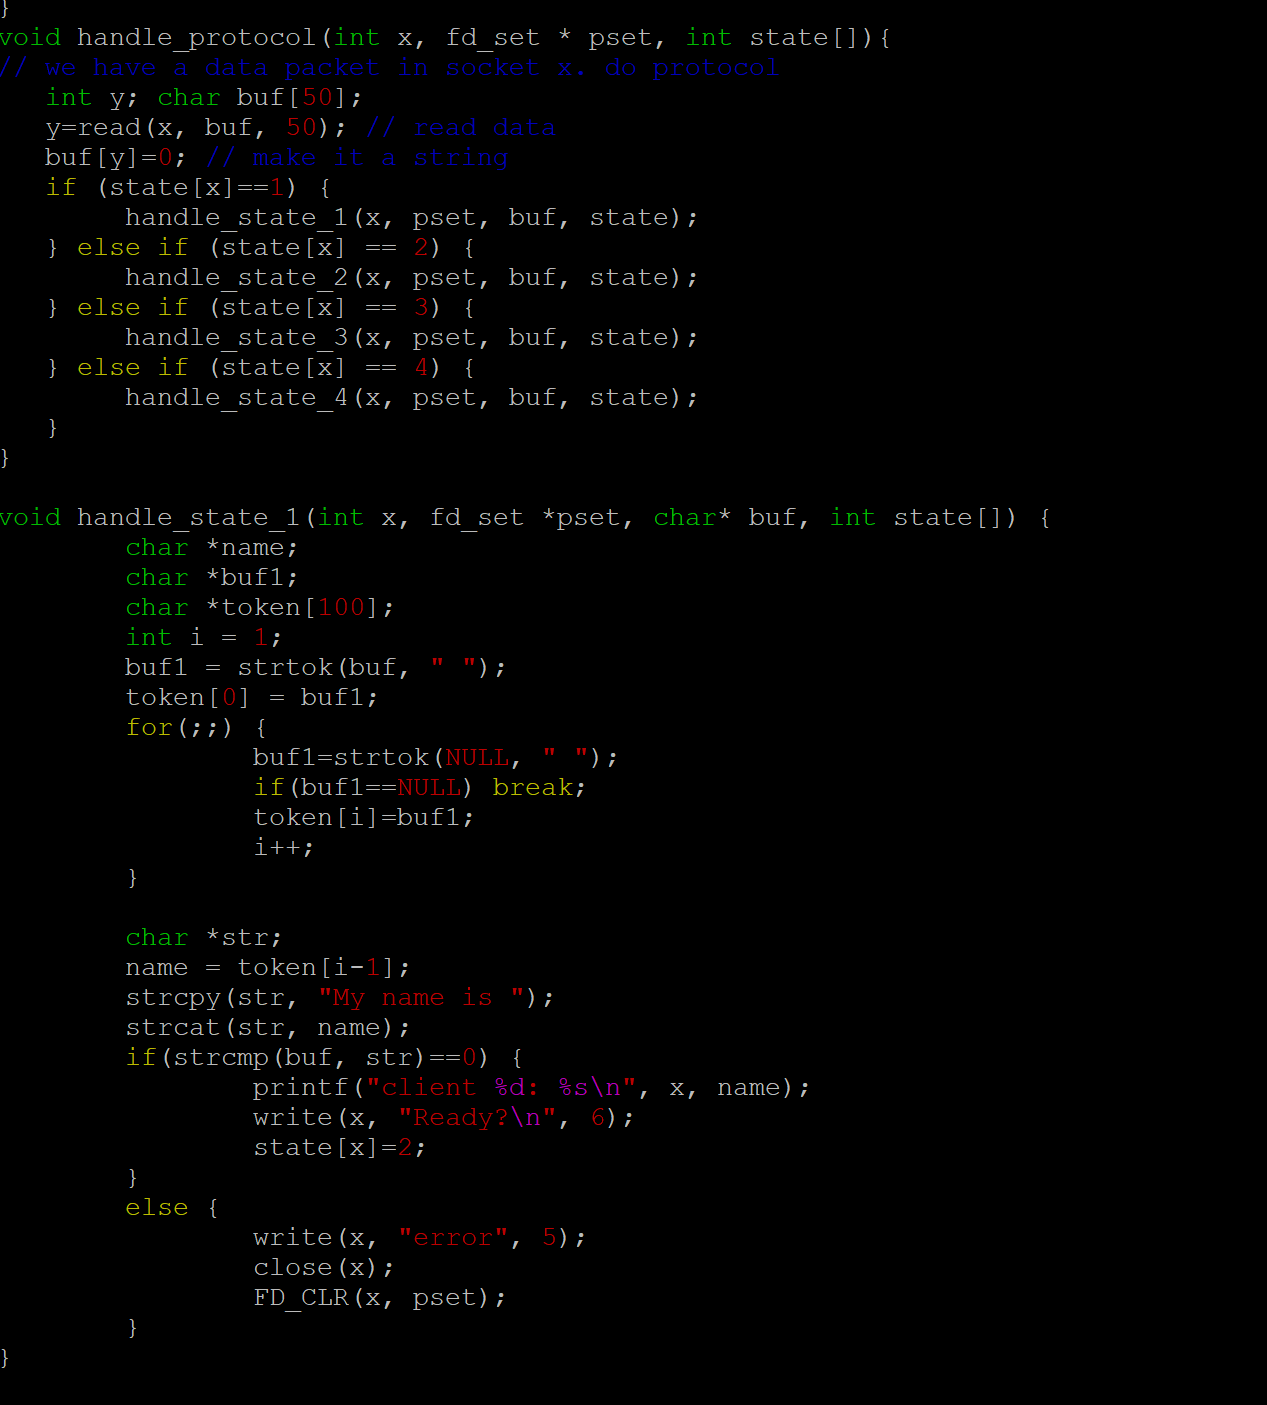 }
void handle_protocol(int x, fd_set * pset, int state[]){
// we have a data packet in socket x. do protocol
   int y; char buf[50];
   y=read(x, buf, 50); // read data
   buf[y]=0; // make it a string
   if (state[x]==1) {
        handle_state_1(x, pset, buf, state);
   } else if (state[x] == 2) {
        handle_state_2(x, pset, buf, state);
   } else if (state[x] == 3) {
        handle_state_3(x, pset, buf, state);
   } else if (state[x] == 4) {
        handle_state_4(x, pset, buf, state);
   }
}

void handle_state_1(int x, fd_set *pset, char* buf, int state[]) {
        char *name;
        char *buf1;
        char *token[100];
        int i = 1;
        buf1 = strtok(buf, " ");
        token[0] = buf1;
        for(;;) {
                buf1=strtok(NULL, " ");
                if(buf1==NULL) break;
                token[i]=buf1;
                i++;
        }

        char *str;
        name = token[i-1];
        strcpy(str, "My name is ");
        strcat(str, name);
        if(strcmp(buf, str)==0) {
                printf("client %d: %s\n", x, name);
                write(x, "Ready?\n", 6);
                state[x]=2;
        }
        else {
                write(x, "error", 5);
                close(x);
                FD_CLR(x, pset);
        }
}